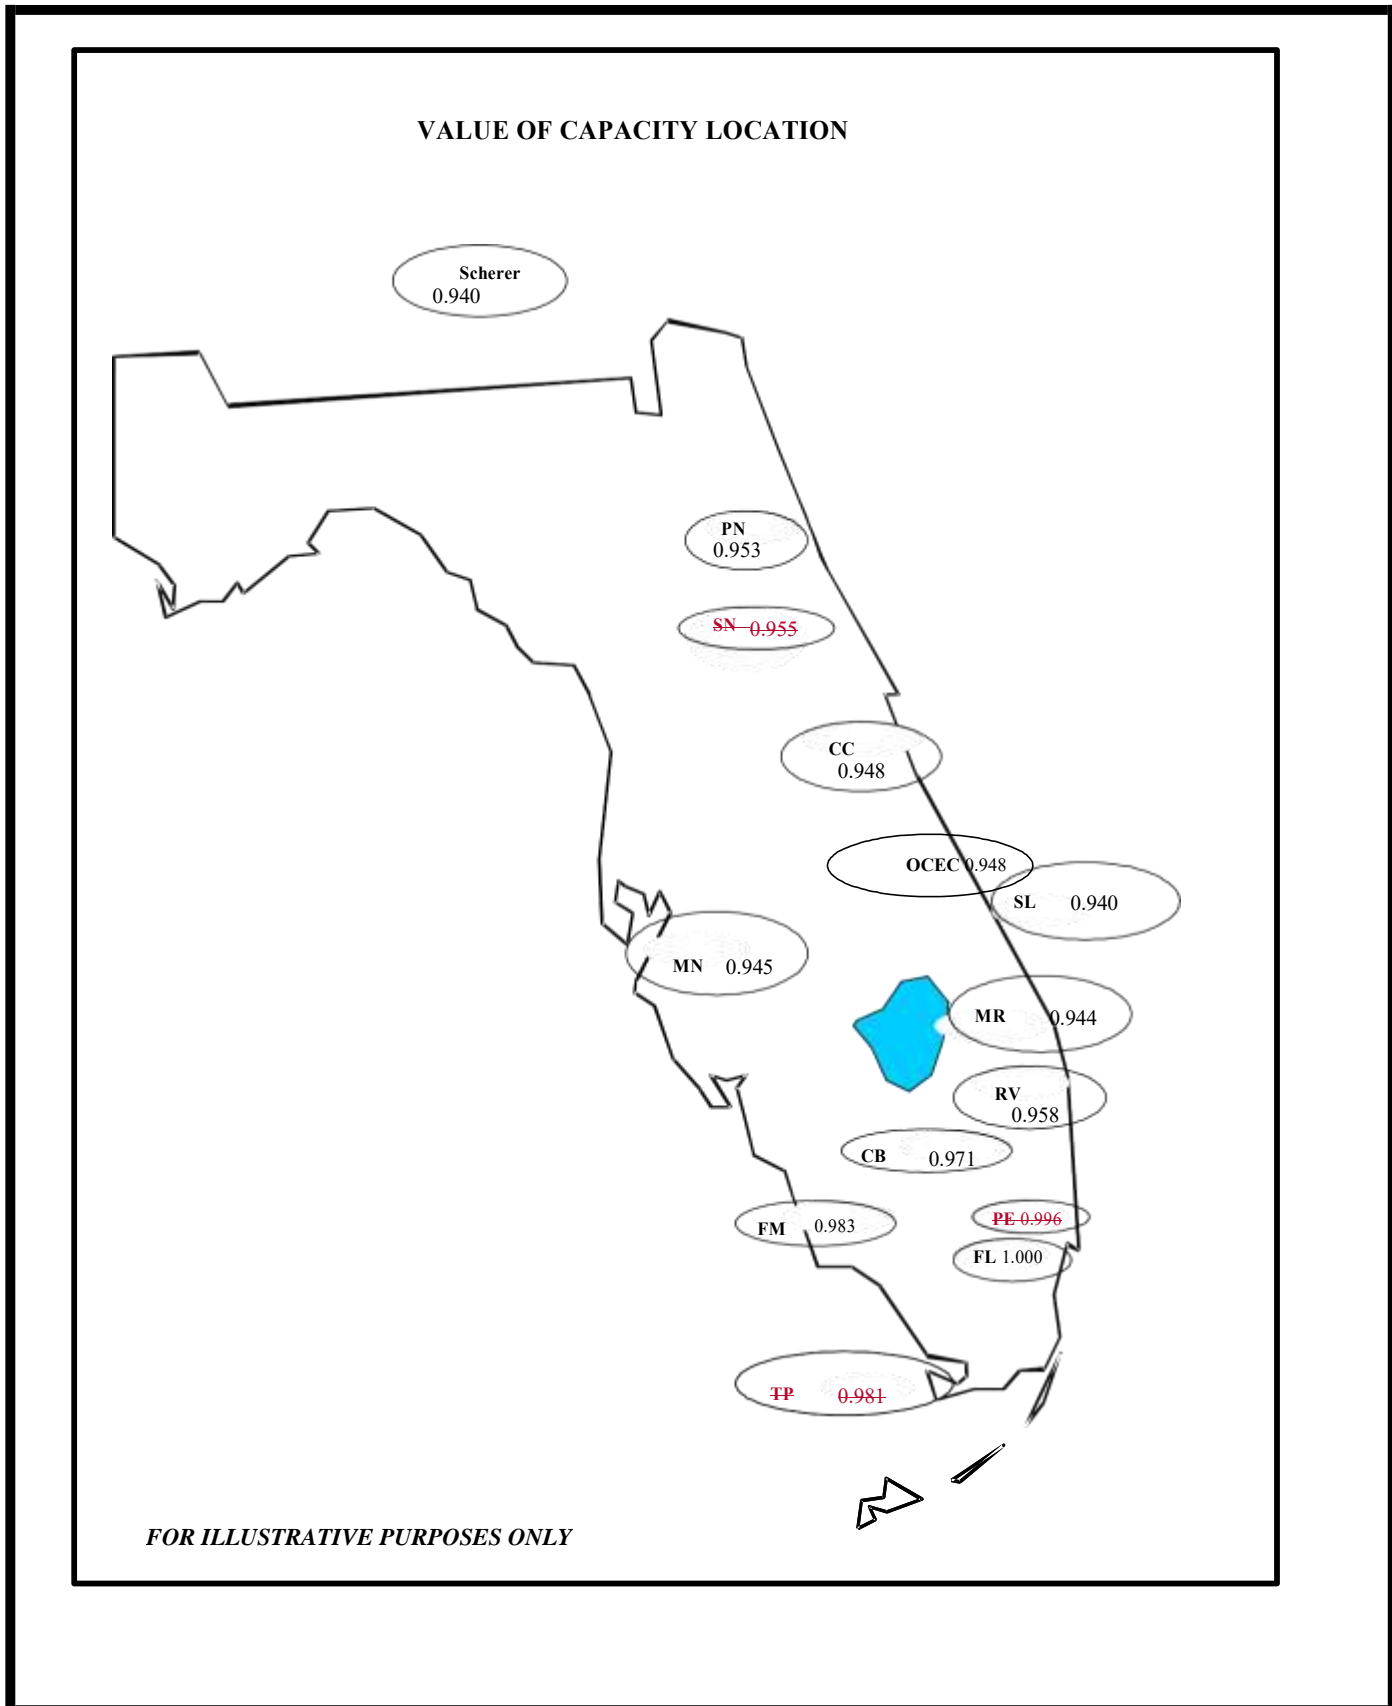 VALUE OF CAPACITY LOCATION
Scherer
0.940
PN
0.953
SN 0.955
CC
0.948
OCEC 0.948
SL 0.940
MN 0.945
MR 0.944
RV
0.958
CB 0.971
PE 0.996
FM 0.983
FL 1.000
TP 0.981
FOR ILLUSTRATIVE PURPOSES ONLY